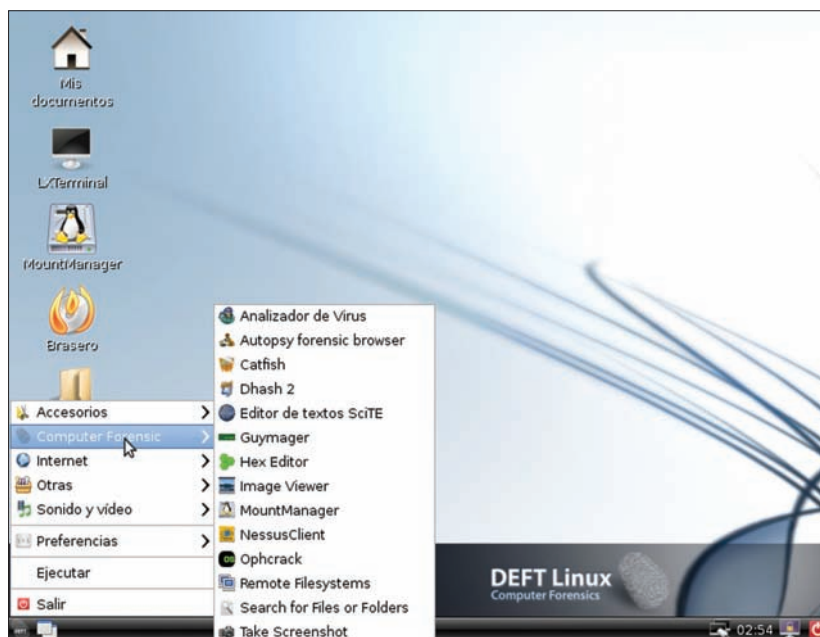 Mis
documentos
LXTerminal
MountManager
Brasero
Accesorios
Computer Forensic
Internet
Otras
Sonido y vídeo
Preferencias
Ejecutar
Salir
Analizador de Virus
Autopsy forensic browser
Catfish
Dhash 2
Editor de textos SciTE
Guymager
Hex Editor
Image Viewer
MountManager
NessusClient
Ophcrack
Remote Filesystems
Search for Files or Folders
Take Screenshot
DEFT Linux
Computer Forensics
02:54